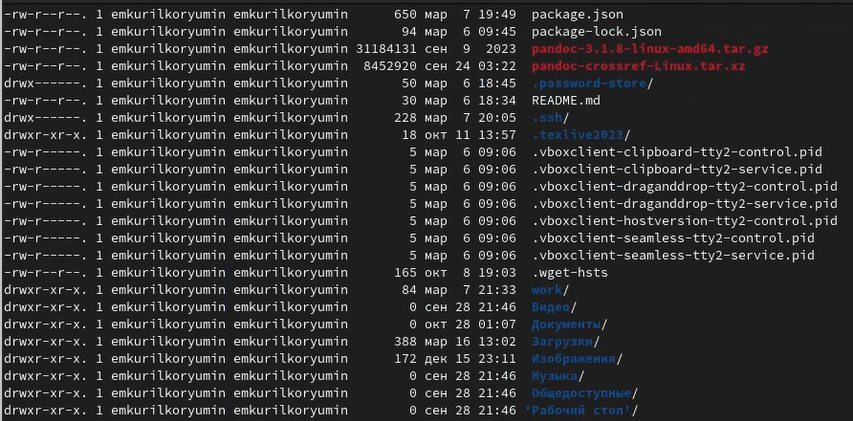 -rw-r--r--. 1 emkurilkoryumin emkurilkoryumin 650 мар 7 19:49 package.json
-rw-r--r--. 1 emkurilkoryumin emkurilkoryumin 94 мар 6 09:45 package-lock.json
-rw-r--r--. 1 emkurilkoryumin emkurilkoryumin 31184131 сен 9 2023 pandoc-3.1.8-linux-amd64.tar.gz
-rw-r--r--. 1 emkurilkoryumin emkurilkoryumin 8452920 сен 24 03:22 pandoc-crossref-Linux.tar.xz
drwx------. 1 emkurilkoryumin emkurilkoryumin 50 мар 6 18:45 .password-store/
-rw-r--r--. 1 emkurilkoryumin emkurilkoryumin 30 мар 6 18:34 README.md
drwx------. 1 emkurilkoryumin emkurilkoryumin 228 мар 7 20:05 .ssh/
drwxr-xr-x. 1 emkurilkoryumin emkurilkoryumin 18 окт 11 13:57 .texlive2023/
-rw-r-----. 1 emkurilkoryumin emkurilkoryumin 5 мар 6 09:06 .vboxclient-clipboard-tty2-control.pid
-rw-r-----. 1 emkurilkoryumin emkurilkoryumin 5 мар 6 09:06 .vboxclient-clipboard-tty2-service.pid
-rw-r-----. 1 emkurilkoryumin emkurilkoryumin 5 мар 6 09:06 .vboxclient-draganddrop-tty2-control.pid
-rw-r-----. 1 emkurilkoryumin emkurilkoryumin 5 мар 6 09:06 .vboxclient-draganddrop-tty2-service.pid
-rw-r-----. 1 emkurilkoryumin emkurilkoryumin 5 мар 6 09:06 .vboxclient-hostversion-tty2-control.pid
-rw-r-----. 1 emkurilkoryumin emkurilkoryumin 5 мар 6 09:06 .vboxclient-seamless-tty2-control.pid
-rw-r-----. 1 emkurilkoryumin emkurilkoryumin 5 мар 6 09:06 .vboxclient-seamless-tty2-service.pid
-rw-r--r--. 1 emkurilkoryumin emkurilkoryumin 165 окт 8 19:03 .wget-hsts
drwxr-xr-x. 1 emkurilkoryumin emkurilkoryumin 84 мар 7 21:33 work/
drwxr-xr-x. 1 emkurilkoryumin emkurilkoryumin 0 сен 28 21:46 Видео/
drwxr-xr-x. 1 emkurilkoryumin emkurilkoryumin 0 окт 28 01:07 Документы/
drwxr-xr-x. 1 emkurilkoryumin emkurilkoryumin 388 мар 16 13:02 Загрузки/
drwxr-xr-x. 1 emkurilkoryumin emkurilkoryumin 172 дек 15 23:11 Изображения/
drwxr-xr-x. 1 emkurilkoryumin emkurilkoryumin 0 сен 28 21:46 Музыка/
drwxr-xr-x. 1 emkurilkoryumin emkurilkoryumin 0 сен 28 21:46 Общедоступные/
drwxr-xr-x. 1 emkurilkoryumin emkurilkoryumin 0 сен 28 21:46 'Рабочий стол'/